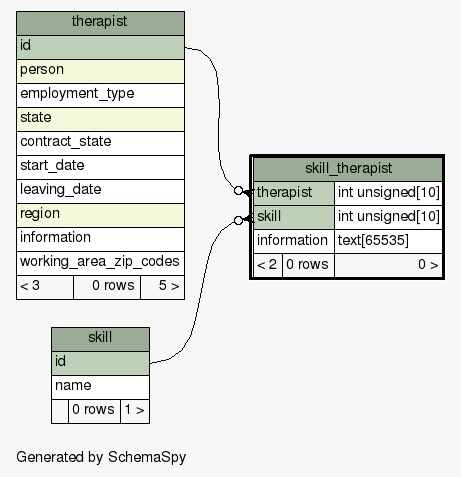 therapist
id
person
employment_type
state
contract_state
start_date
leaving_date
region
information
working_area_zip_codes
< 3 0 rows 5 >
skill_therapist
therapist int unsigned[10]
skill int unsigned[10]
information text[65535]
< 2 0 rows 0 >
skill
id
name
0 rows 1 >
Generated by SchemaSpy